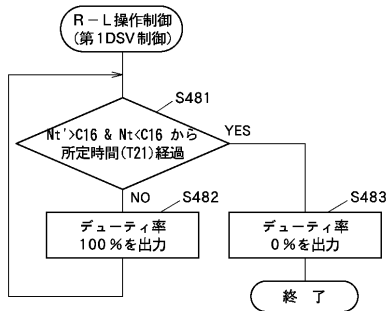 R-L操作制御
(第1DSV制御)
S481
Nt'>C16 & Nt<C16 から
所定時間(T21)経過
YES
NO
S482
S483
デューティ率
100%を出力
デューティ率
0%を出力
終 了